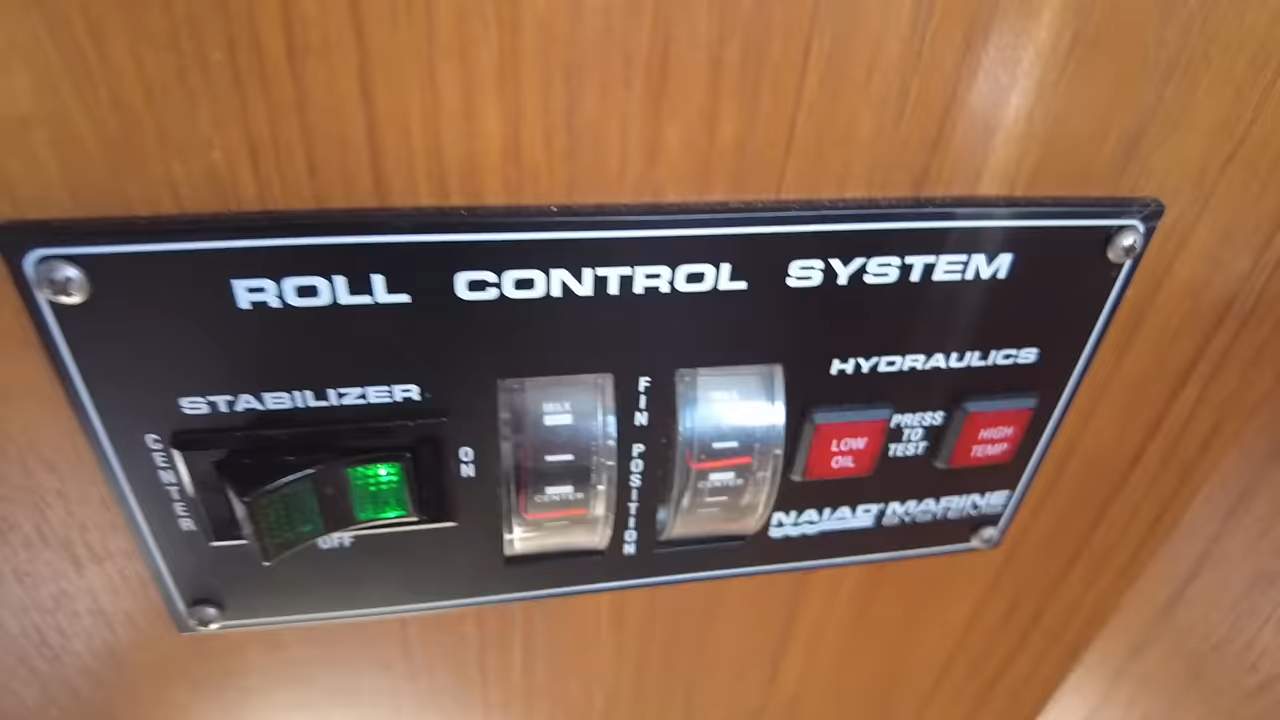 ROLL CONTROL SYSTEM
STABILIZER
CENTER
OFF
ON
MAX
CENTER
FIN POSITION
CENTER
HYDRAULICS
LOW OIL
PRESS TO TEST
HIGH TEMP
NAIAD MARINE
SYSTEMS